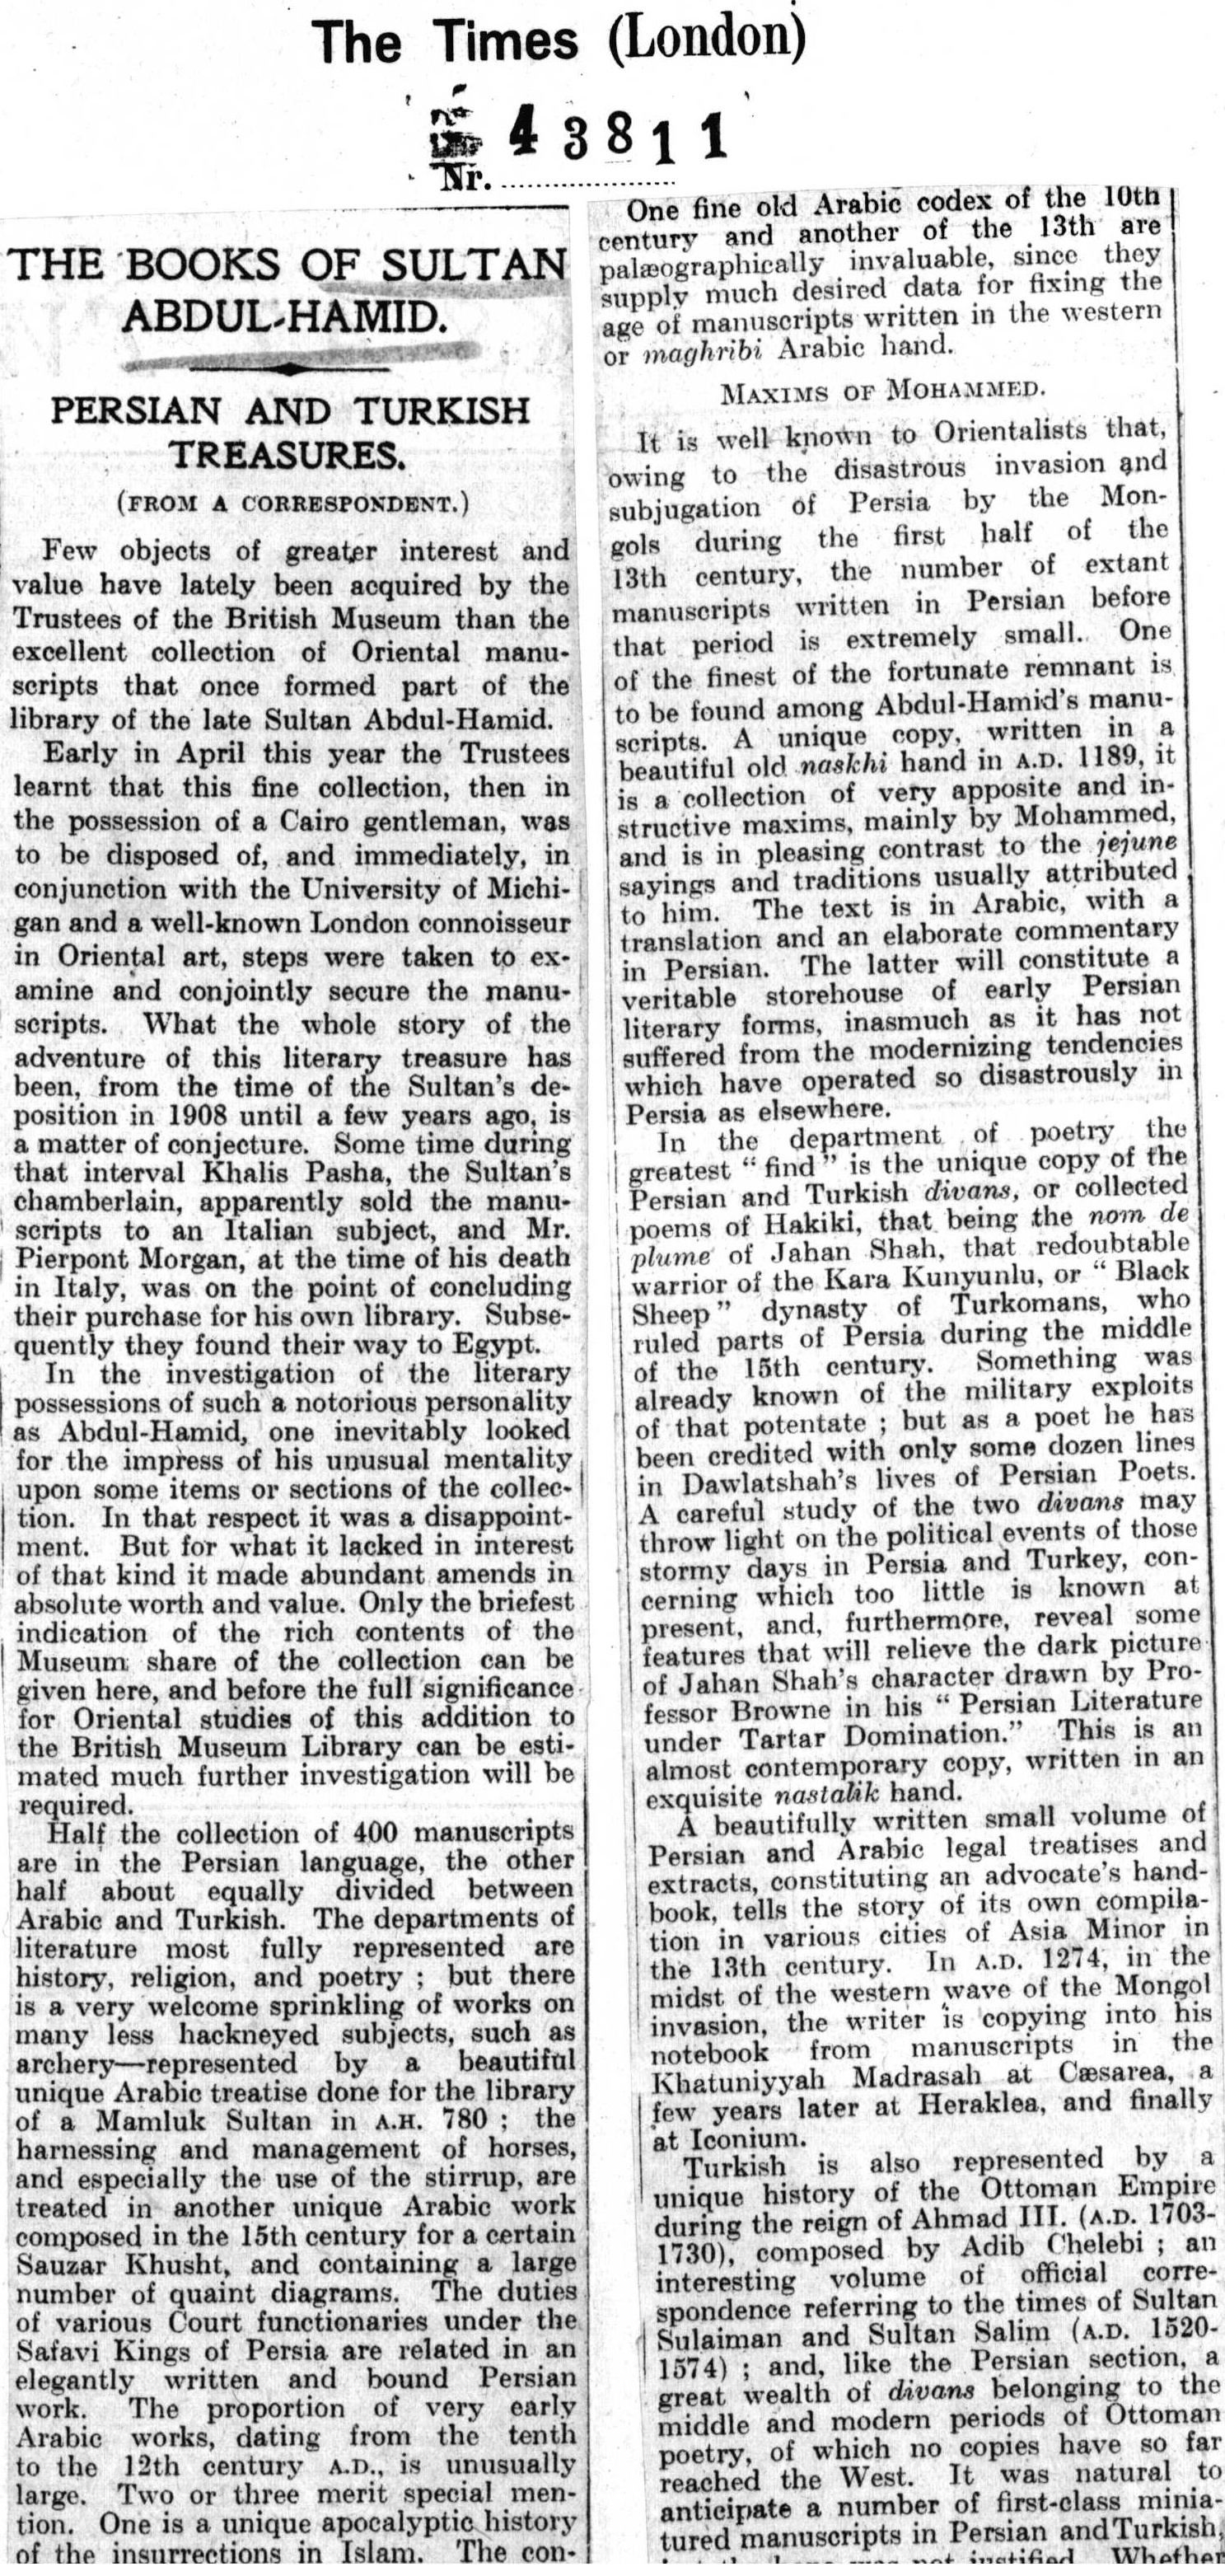 The Times (London)
43811
Nr. ....................
THE BOOKS OF SULTAN
ABDUL-HAMID.
PERSIAN AND TURKISH
TREASURES.
(FROM A CORRESPONDENT.)
Few objects of greater interest and
value have lately been acquired by the
Trustees of the British Museum than the
excellent collection of Oriental manu-
scripts that once formed part of the
library of the late Sultan Abdul-Hamid.
Early in April this year the Trustees
learnt that this fine collection, then in
the possession of a Cairo gentleman, was
to be disposed of, and immediately, in
conjunction with the University of Michi-
gan and a well-known London connoisseur
in Oriental art, steps were taken to ex-
amine and conjointly secure the manu-
scripts. What the whole story of the
adventure of this literary treasure has
been, from the time of the Sultan's de-
position in 1908 until a few years ago, is
a matter of conjecture. Some time during
that interval Khalis Pasha, the Sultan's
chamberlain, apparently sold the manu-
scripts to an Italian subject, and Mr.
Pierpont Morgan, at the time of his death
in Italy, was on the point of concluding
their purchase for his own library. Subse-
quently they found their way to Egypt.
In the investigation of the literary
possessions of such a notorious personality
as Abdul-Hamid, one inevitably looked
for the impress of his unusual mentality
upon some items or sections of the collec-
tion. In that respect it was a disappoint-
ment. But for what it lacked in interest
of that kind it made abundant amends in
absolute worth and value. Only the briefest
indication of the rich contents of the
Museum share of the collection can be
given here, and before the full significance
for Oriental studies of this addition to
the British Museum Library can be esti-
mated much further investigation will be
required.
Half the collection of 400 manuscripts
are in the Persian language, the other
half about equally divided between
Arabic and Turkish. The departments of
literature most fully represented are
history, religion, and poetry ; but there
is a very welcome sprinkling of works on
many less hackneyed subjects, such as
archery—represented by a beautiful
unique Arabic treatise done for the library
of a Mamluk Sultan in A.H. 780 ; the
harnessing and management of horses,
and especially the use of the stirrup, are
treated in another unique Arabic work
composed in the 15th century for a certain
Sauzar Khusht, and containing a large
number of quaint diagrams. The duties
of various Court functionaries under the
Safavi Kings of Persia are related in an
elegantly written and bound Persian
work. The proportion of very early
Arabic works, dating from the tenth
to the 12th century A.D., is unusually
large. Two or three merit special men-
tion. One is a unique apocalyptic history
of the insurrections in Islam. The con-
One fine old Arabic codex of the 10th
century and another of the 13th are
palæographically invaluable, since they
supply much desired data for fixing the
age of manuscripts written in the western
or maghribi Arabic hand.
MAXIMS OF MOHAMMED.
It is well known to Orientalists that,
owing to the disastrous invasion and
subjugation of Persia by the Mon-
gols during the first half of the
13th century, the number of extant
manuscripts written in Persian before
that period is extremely small. One
of the finest of the fortunate remnant is
to be found among Abdul-Hamid's manu-
scripts. A unique copy, written in a
beautiful old naskhi hand in A.D. 1189, it
is a collection of very apposite and in-
structive maxims, mainly by Mohammed,
and is in pleasing contrast to the jejune
sayings and traditions usually attributed
to him. The text is in Arabic, with a
translation and an elaborate commentary
in Persian. The latter will constitute a
veritable storehouse of early Persian
literary forms, inasmuch as it has not
suffered from the modernizing tendencies
which have operated so disastrously in
Persia as elsewhere.
In the department of poetry the
greatest " find " is the unique copy of the
Persian and Turkish divans, or collected
poems of Hakiki, that being the nom de
plume of Jahan Shah, that redoubtable
warrior of the Kara Kunyunlu, or " Black
Sheep " dynasty of Turkomans, who
ruled parts of Persia during the middle
of the 15th century. Something was
already known of the military exploits
of that potentate ; but as a poet he has
been credited with only some dozen lines
in Dawlatshah's lives of Persian Poets.
A careful study of the two divans may
throw light on the political events of those
stormy days in Persia and Turkey, con-
cerning which too little is known at
present, and, furthermore, reveal some
features that will relieve the dark picture
of Jahan Shah's character drawn by Pro-
fessor Browne in his " Persian Literature
under Tartar Domination." This is an
almost contemporary copy, written in an
exquisite nastalik hand.
A beautifully written small volume of
Persian and Arabic legal treatises and
extracts, constituting an advocate's hand-
book, tells the story of its own compila-
tion in various cities of Asia Minor in
the 13th century. In A.D. 1274, in the
midst of the western wave of the Mongol
invasion, the writer is copying into his
notebook from manuscripts in the
Khatuniyyah Madrasah at Cæsarea, a
few years later at Heraklea, and finally
at Iconium.
Turkish is also represented by a
unique history of the Ottoman Empire
during the reign of Ahmad III. (A.D. 1703-
1730), composed by Adib Chelebi ; an
interesting volume of official corre-
spondence referring to the times of Sultan
Sulaiman and Sultan Salim (A.D. 1520-
1574) ; and, like the Persian section, a
great wealth of divans belonging to the
middle and modern periods of Ottoman
poetry, of which no copies have so far
reached the West. It was natural to
anticipate a number of first-class minia-
tured manuscripts in Persian and Turkish,
not justified. Whether